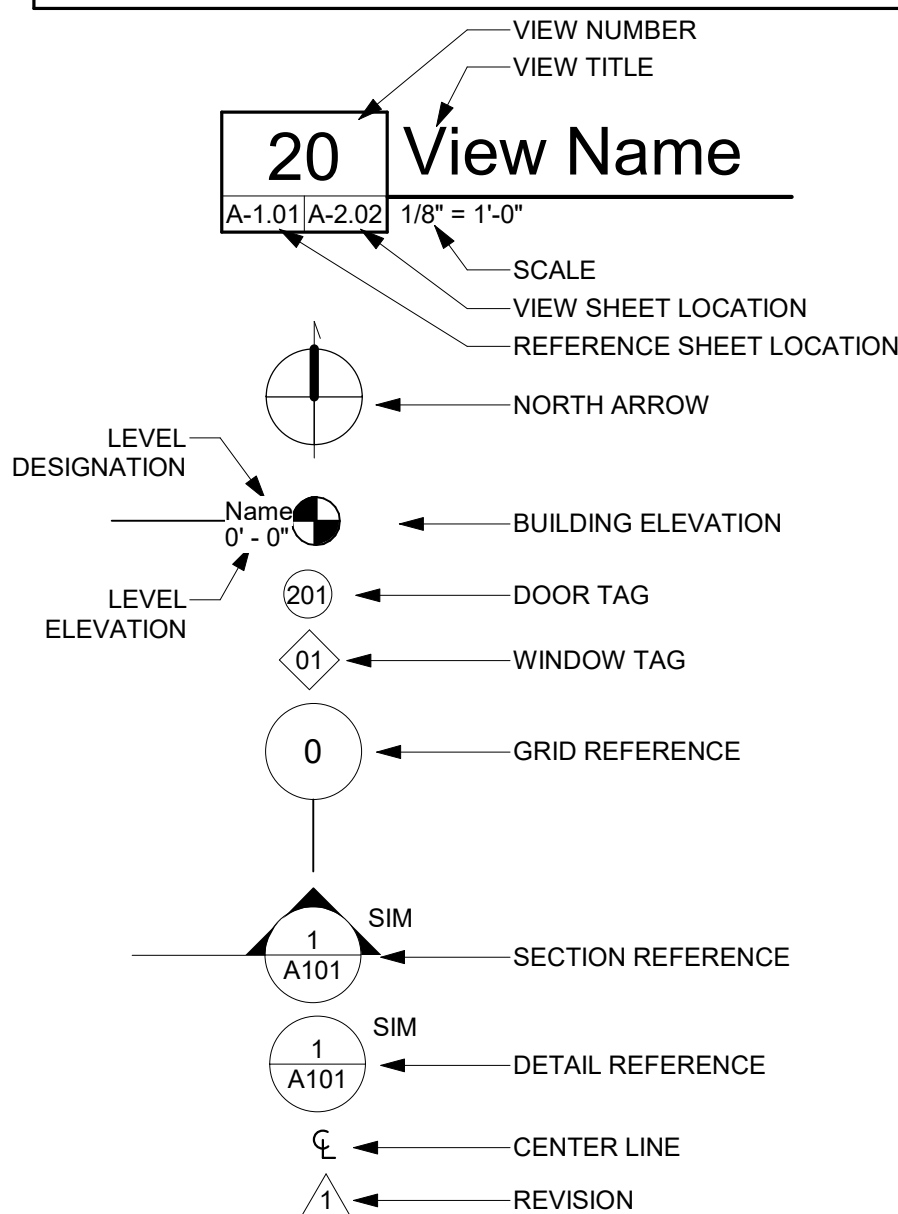 VIEW NUMBER
VIEW TITLE
20
View Name
A-1.01 A-2.02 1/8" = 1'-0"
SCALE
VIEW SHEET LOCATION
REFERENCE SHEET LOCATION
NORTH ARROW
LEVEL
DESIGNATION
Name
0' - 0"
BUILDING ELEVATION
LEVEL
ELEVATION
201
DOOR TAG
01
WINDOW TAG
0
GRID REFERENCE
SIM
1
A101
SECTION REFERENCE
SIM
1
A101
DETAIL REFERENCE
℄
CENTER LINE
1
REVISION